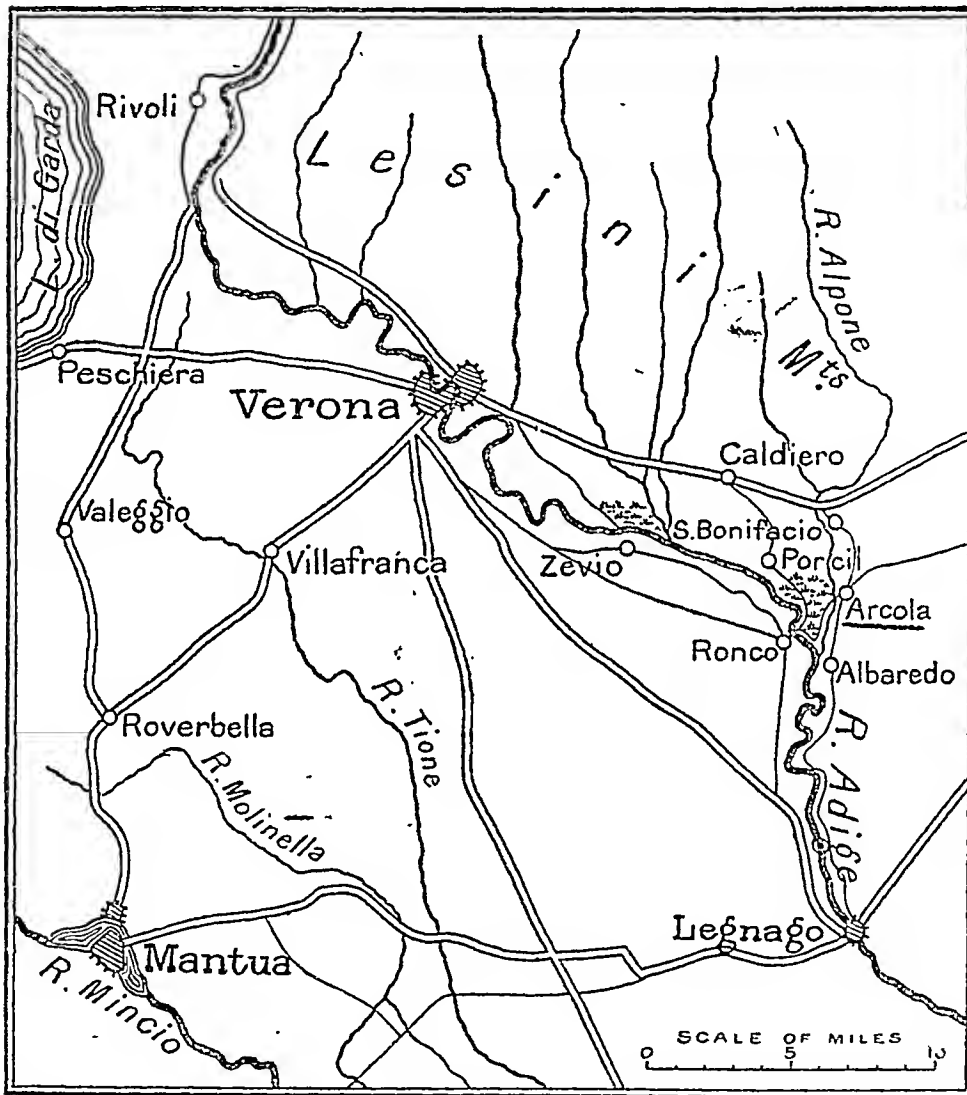 Rivoli
L. di Garda
Lesini Mts
R. Alpone
Peschiera
Verona
Caldiero
Valeggio
S. Bonifacio
Villafranca
Zevio
Porcil
Arcola
Ronco
Albaredo
Roverbella
R. Tione
R. Adige
R. Molinella
Legnago
Mantua
R. Mincio
SCALE OF MILES
0 5 10